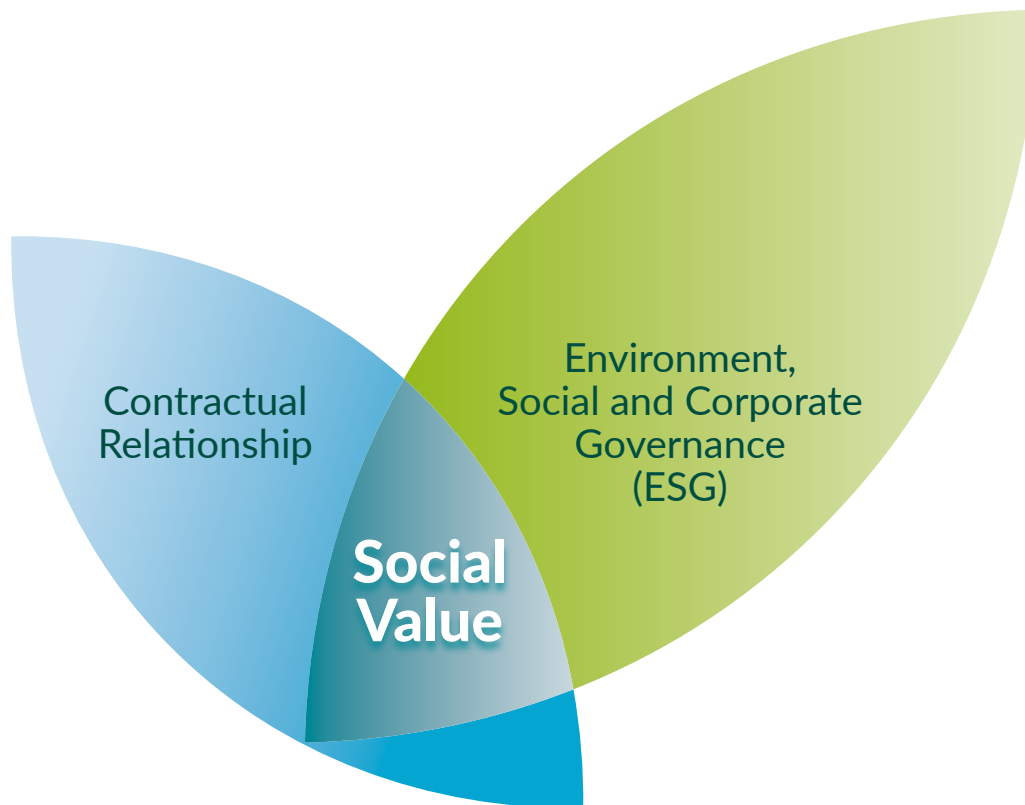 Contractual
Relationship
Environment,
Social and Corporate
Governance
(ESG)
Social
Value